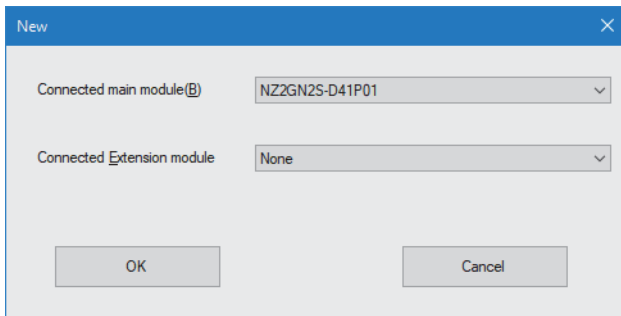 New
Connected main module(B) NZ2GN2S-D41P01
Connected Extension module None
OK Cancel